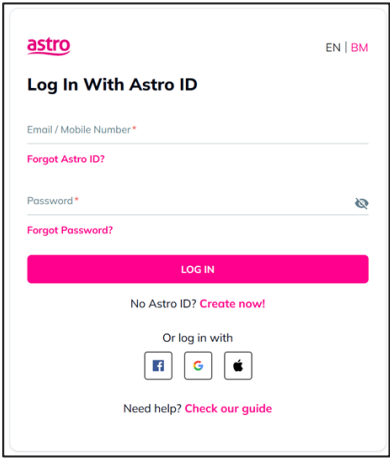 astro
EN | BM
Log In With Astro ID
Email / Mobile Number*
Forgot Astro ID?
Password*
Forgot Password?
LOG IN
No Astro ID? Create now!
Or log in with
Need help? Check our guide